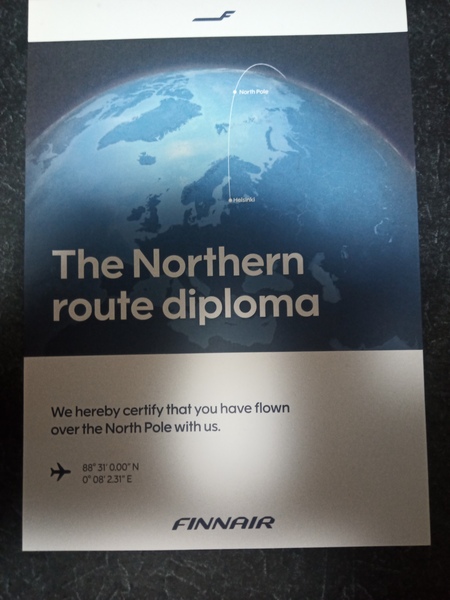 North Pole
Helsinki
The Northern
route diploma
We hereby certify that you have flown
over the North Pole with us.
88° 31' 0.00" N
0° 08' 2.31" E
FINNAIR